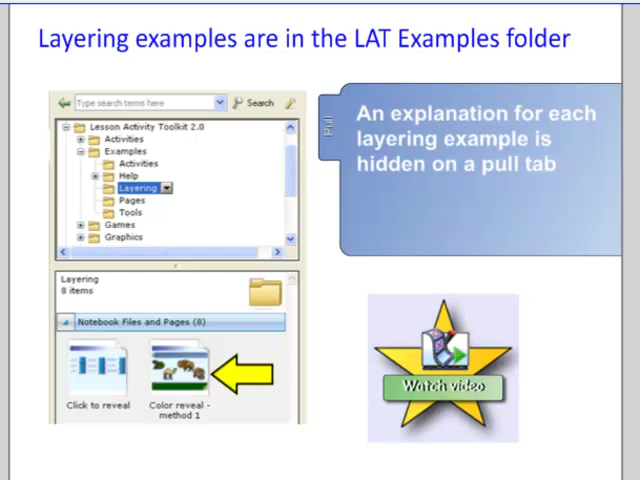 Layering examples are in the LAT Examples folder
Type search terms here
Search
Lesson Activity Toolkit 2.0
Activities
Examples
Activities
Help
Layering
Pages
Tools
Games
Graphics
Pull
An explanation for each
layering example is
hidden on a pull tab
Layering
8 items
Notebook Files and Pages (8)
Click to reveal
Color reveal -
method 1
Watch video